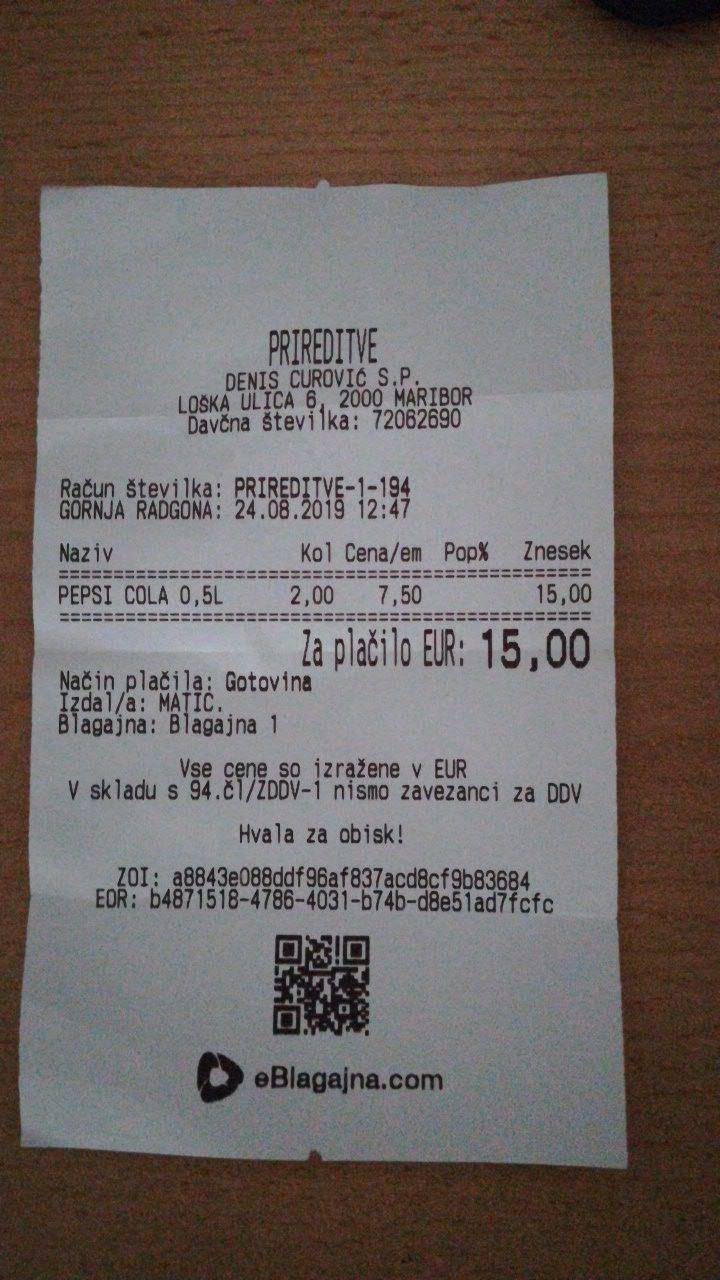 PRIREDITVE
DENIS CUROVIĆ S.P.
LOŠKA ULICA 6, 2000 MARIBOR
Davčna številka: 72062690
Račun številka: PRIREDITVE-1-194
GORNJA RADGONA: 24.08.2019 12:47
Naziv Kol Cena/em Pop% Znesek
PEPSI COLA 0,5L 2,00 7,50 15,00
Za plačilo EUR: 15,00
Način plačila: Gotovina
Izdal/a: MATIC.
Blagajna: Blagajna 1
Vse cene so izražene v EUR
V skladu s 94.čl/ZDDV-1 nismo zavezanci za DDV
Hvala za obisk!
ZOI: a8843e088ddf96af837acd8cf9b83684
EOR: b4871518-4786-4031-b74b-d8e51ad7fcfc
eBlagajna.com